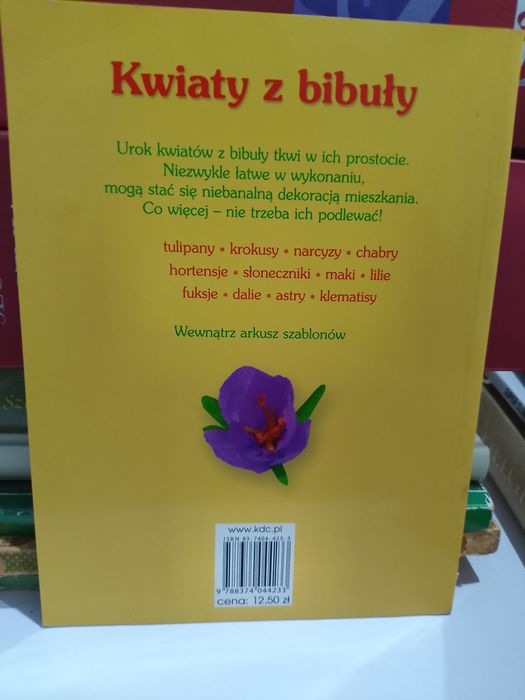 Kwiaty z bibuły
Urok kwiatów z bibuły tkwi w ich prostocie.
Niezwykle łatwe w wykonaniu,
mogą stać się niebanalną dekoracją mieszkania.
Co więcej – nie trzeba ich podlewać!
tulipany • krokusy • narcyzy • chabry
hortensje • słoneczniki • maki • lilie
fuksje • dalie • astry • klematisy
Wewnątrz arkusz szablonów
www.kdc.pl
ISBN 83-7404-423-3
9 788374 044233
cena: 12,50 zł